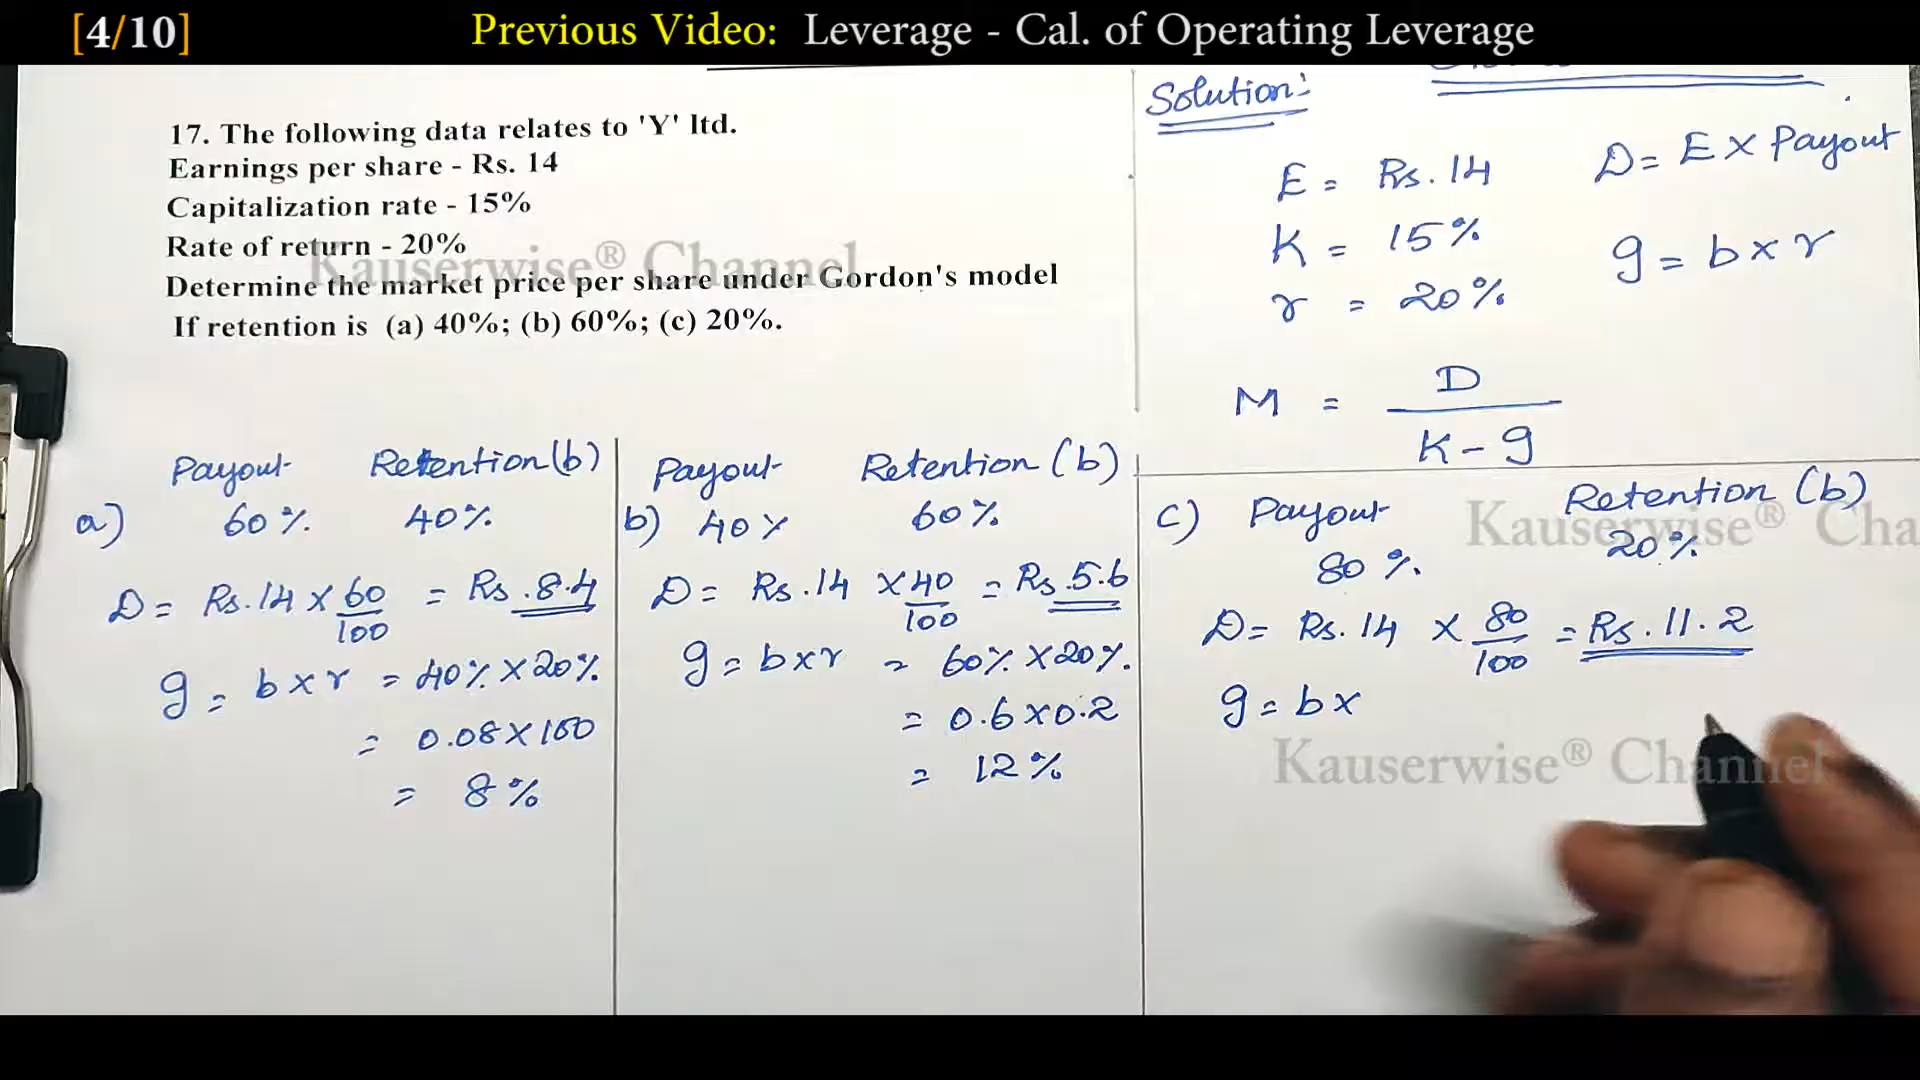 [4/10] Previous Video: Leverage - Cal. of Operating Leverage
17. The following data relates to 'Y' ltd.
Earnings per share - Rs. 14
Capitalization rate - 15%
Rate of return - 20%
Kauserwise® Channel
Determine the market price per share under Gordon's model
If retention is (a) 40%; (b) 60%; (c) 20%.
Solution:
E = Rs. 14
K = 15%
r = 20%
D = E X Payout
g = b x r
M = D / K - g
Payout Retention (b)
a) 60% 40%
D = Rs. 14 X 60/100 = Rs. 8.4
g = b x r = 40% X 20%
= 0.08 X 100
= 8%
Payout Retention (b)
b) 40% 60%
D = Rs. 14 X 40/100 = Rs. 5.6
g = b x r = 60% X 20%.
= 0.6 X 0.2
= 12%
c) Payout Retention (b)
Kauserwise® Cha
80% 20%
D = Rs. 14 X 80/100 = Rs. 11.2
g = b x
Kauserwise® Channel